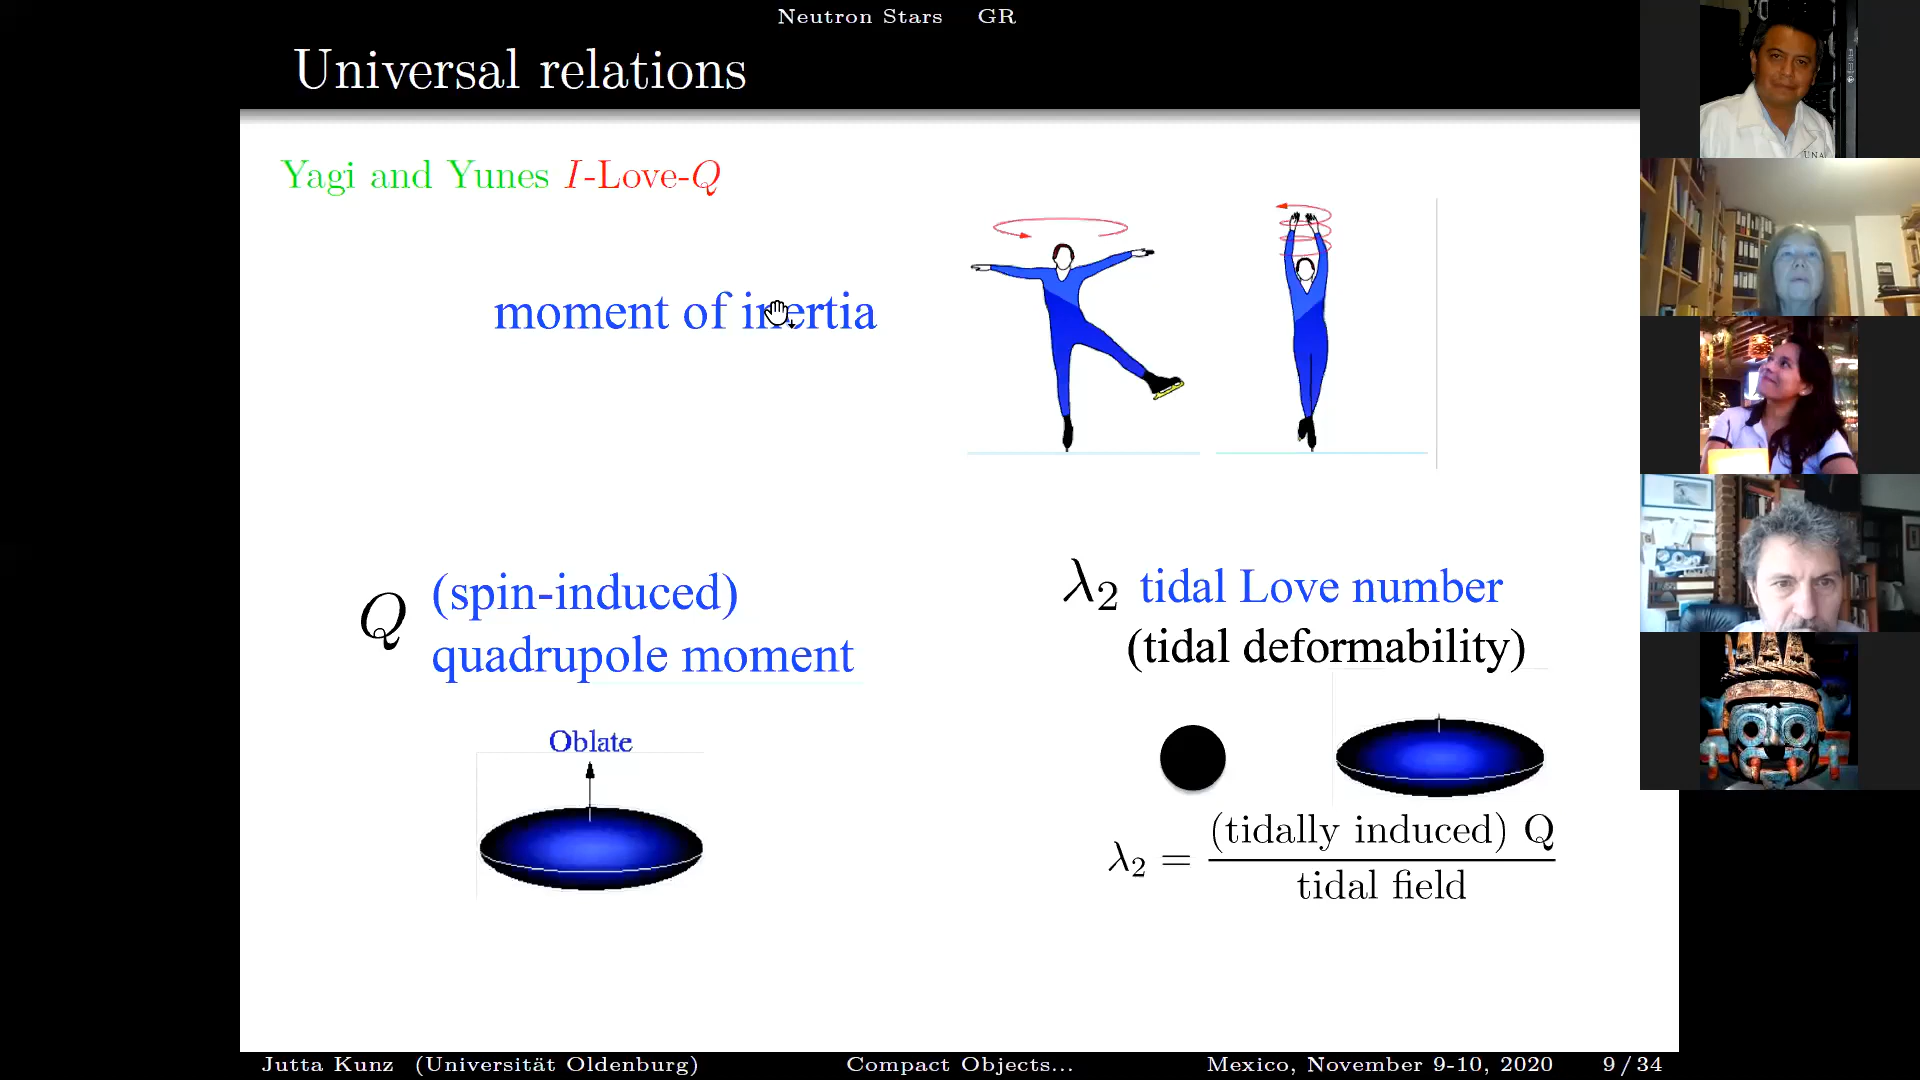 Neutron Stars GR
Universal relations
Yagi and Yunes I-Love-Q
moment of inertia
Q (spin-induced)
quadrupole moment
Oblate
λ₂ tidal Love number
(tidal deformability)
λ₂ = (tidally induced) Q
tidal field
UNA
Jutta Kunz (Universität Oldenburg) Compact Objects... Mexico, November 9-10, 2020 9 / 34